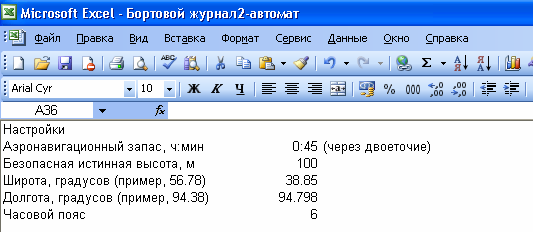 Microsoft Excel - Бортовой журнал2-автомат
Файл Правка Вид Вставка Формат Сервис Данные Окно Справка
Arial Cyr 10 Ж К Ч % 000
A36 fx
Настройки
Аэронавигационный запас, ч:мин 0:45 (через двоеточие)
Безопасная истинная высота, м 100
Широта, градусов (пример, 56.78) 38.85
Долгота, градусов (пример, 94.38) 94.798
Часовой пояс 6